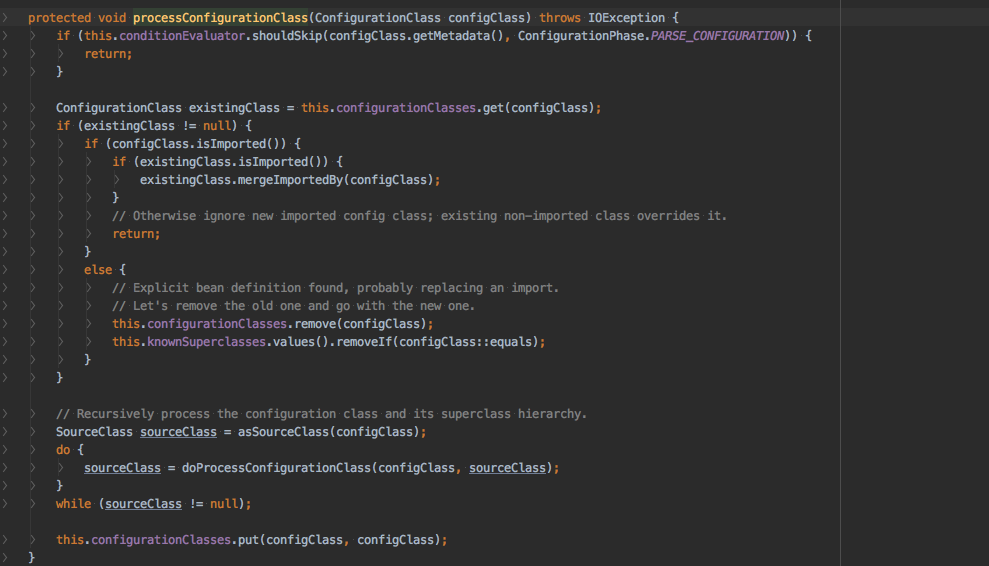 protected void processConfigurationClass(ConfigurationClass configClass) throws IOException {
if (this.conditionEvaluator.shouldSkip(configClass.getMetadata(), ConfigurationPhase.PARSE_CONFIGURATION)) {
return;
}
ConfigurationClass existingClass = this.configurationClasses.get(configClass);
if (existingClass != null) {
if (configClass.isImported()) {
if (existingClass.isImported()) {
existingClass.mergeImportedBy(configClass);
}
// Otherwise ignore new imported config class; existing non-imported class overrides it.
return;
}
else {
// Explicit bean definition found, probably replacing an import.
// Let's remove the old one and go with the new one.
this.configurationClasses.remove(configClass);
this.knownSuperclasses.values().removeIf(configClass::equals);
}
}
// Recursively process the configuration class and its superclass hierarchy.
SourceClass sourceClass = asSourceClass(configClass);
do {
sourceClass = doProcessConfigurationClass(configClass, sourceClass);
}
while (sourceClass != null);
this.configurationClasses.put(configClass, configClass);
}